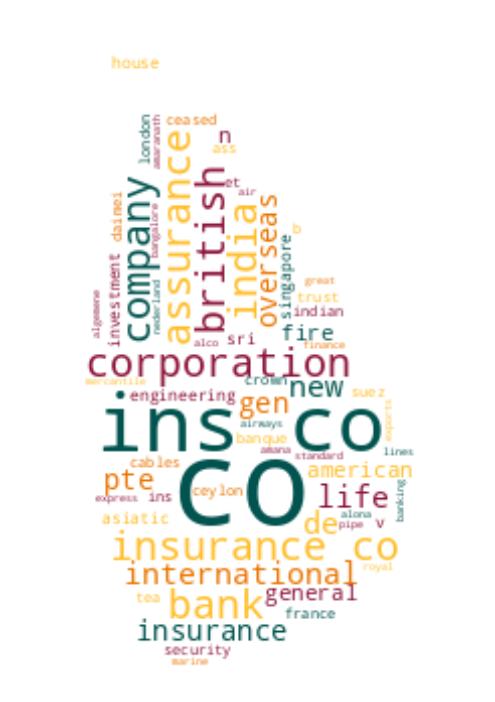 house
ceased
london
amaranath
n
ass
assurance
british
et
air
company
bangalore
india
overseas
daimei
b
singapore
investment
nederland
algemene
great
trust
indian
fire
alco
sri
finance
corporation
mercantile
crown
new
engineering
gen
suez
ins co
airways
exports
banque
co
amana
standard
lines
cables
american
pte
ceylon
life
express
ins
banking
asiatic
de
alona
pipe
v
insurance co
royal
international
tea
bank
general
france
insurance
security
marine